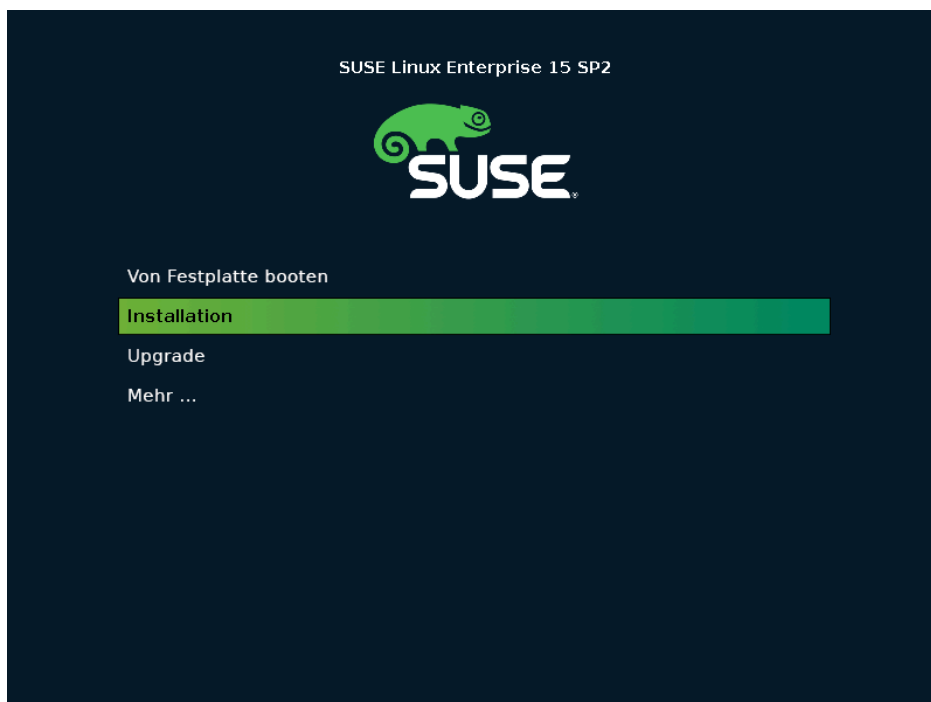 SUSE Linux Enterprise 15 SP2
SUSE®
Von Festplatte booten
Installation
Upgrade
Mehr ...